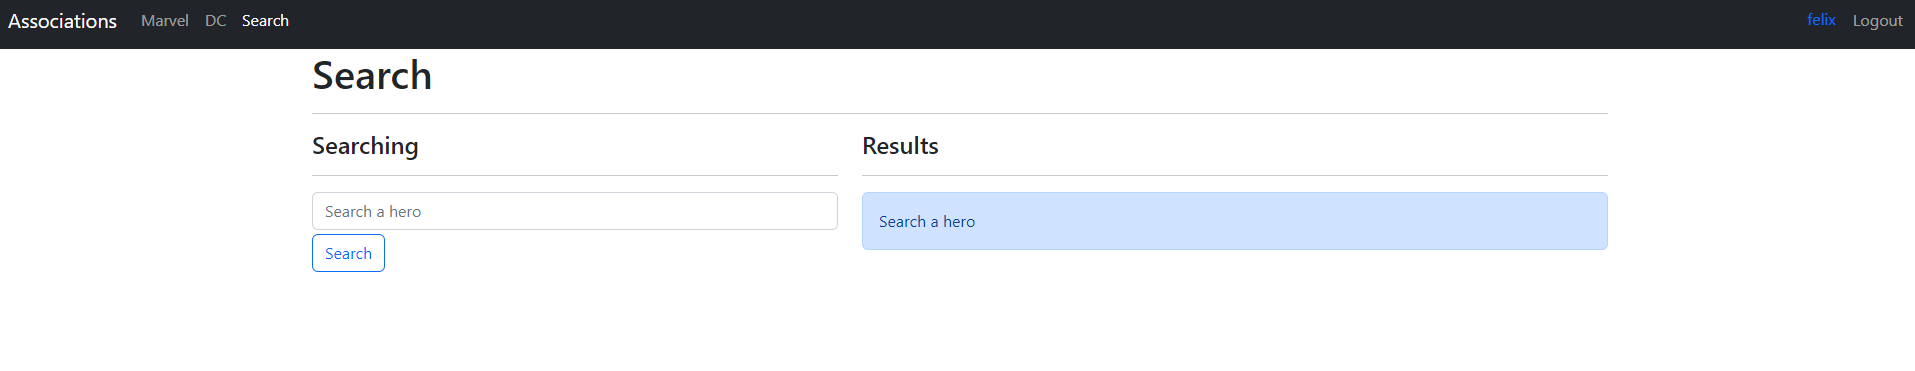 Associations Marvel DC Search felix Logout
Search
Searching
Results
Search a hero
Search a hero
Search